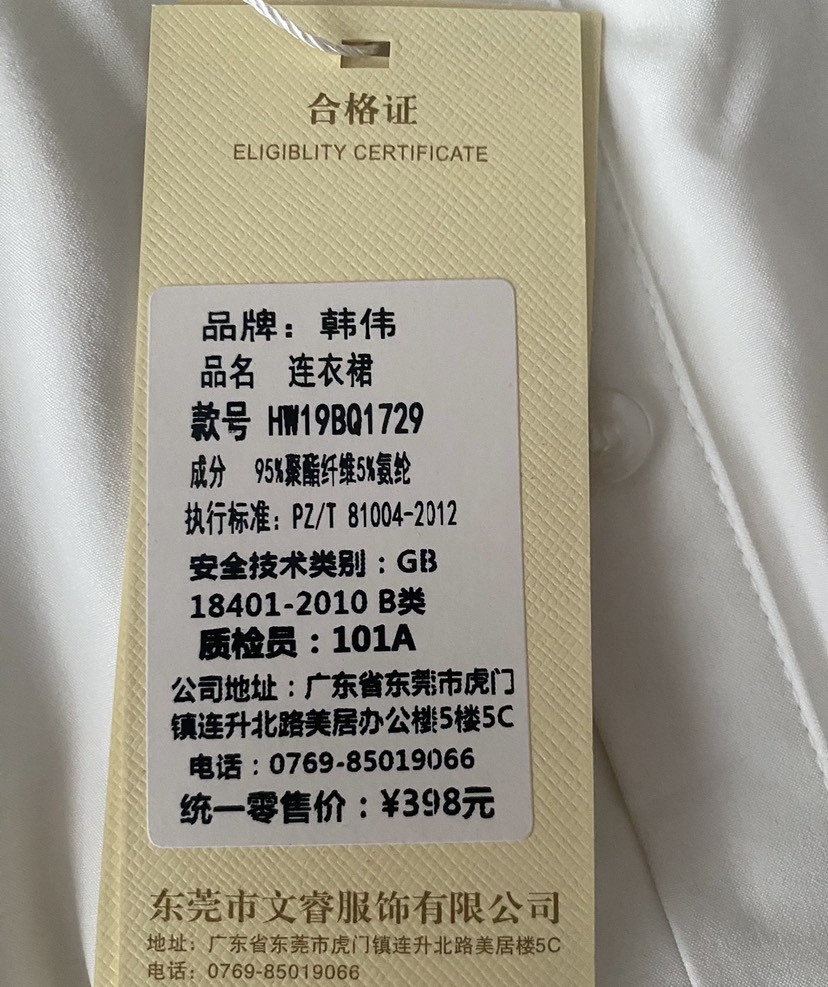 合格证
ELIGIBLITY CERTIFICATE
品牌：韩伟
品名 连衣裙
款号 HW19BQ1729
成分 95%聚酯纤维5%氨纶
执行标准：PZ/T 81004-2012
安全技术类别：GB
18401-2010 B类
质检员：101A
公司地址：广东省东莞市虎门
镇连升北路美居办公楼5楼5C
电话：0769-85019066
统一零售价：¥398元
东莞市文睿服饰有限公司
地址：广东省东莞市虎门镇连升北路美居楼5C
电话：0769-85019066